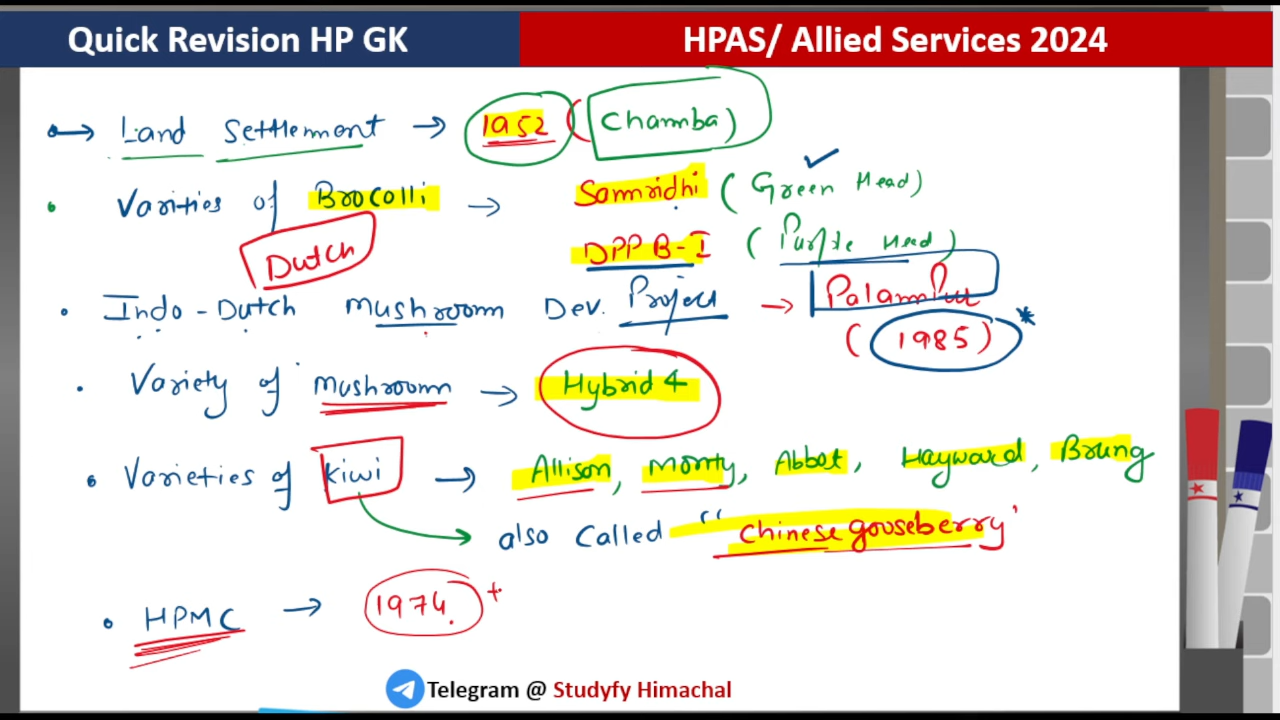 Quick Revision HP GK
HPAS/ Allied Services 2024
Land Settlement → 1952 (Chamba)
• Varities of Brocolli → Samridhi (Green Head)
DPP B-I (Purple Head)
Dutch
• Indo-Dutch Mushroom Dev. Project → Palampur
(1985) *
• Variety of Mushroom → Hybrid 4
• Varieties of Kiwi → Allison, Monty, Abbot, Hayward, Brung
also Called "Chinese gooseberry'
• HPMC → 1974.
Telegram @ Studyfy Himachal